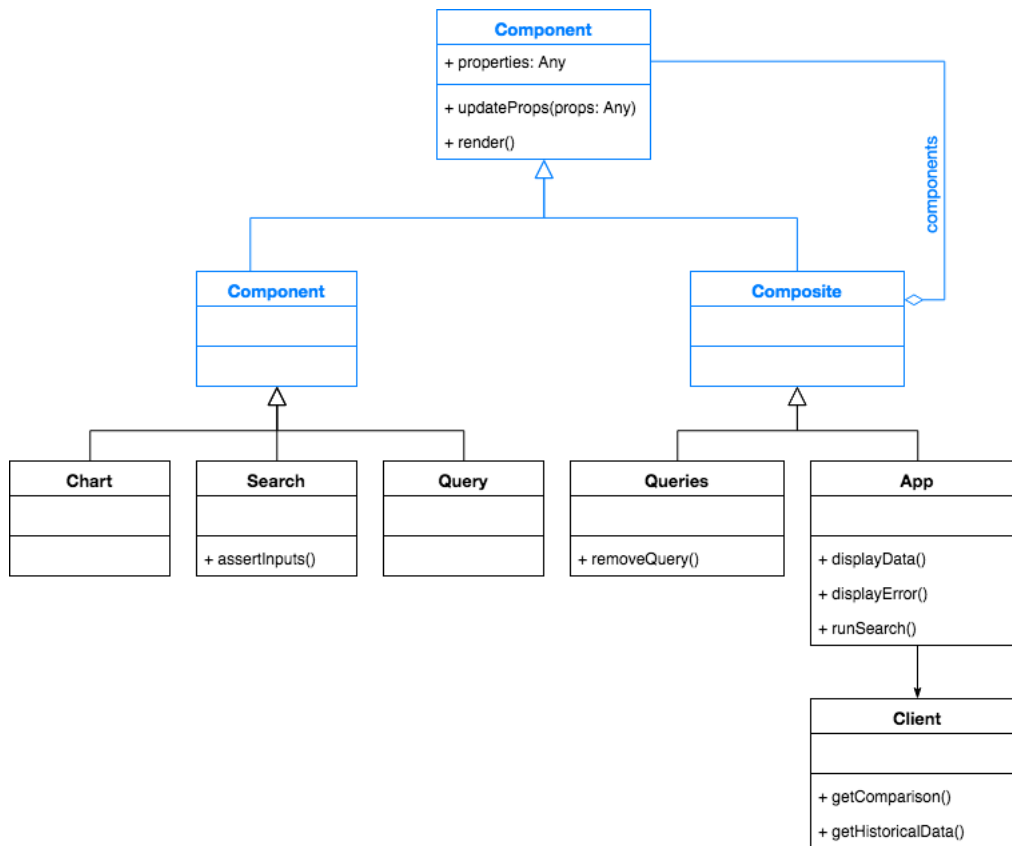 Component
+ properties: Any
+ updateProps(props: Any)
+ render()
components
Component
Composite
Chart
Search
+ assertInputs()
Query
Queries
+ removeQuery()
App
+ displayData()
+ displayError()
+ runSearch()
Client
+ getComparison()
+ getHistoricalData()